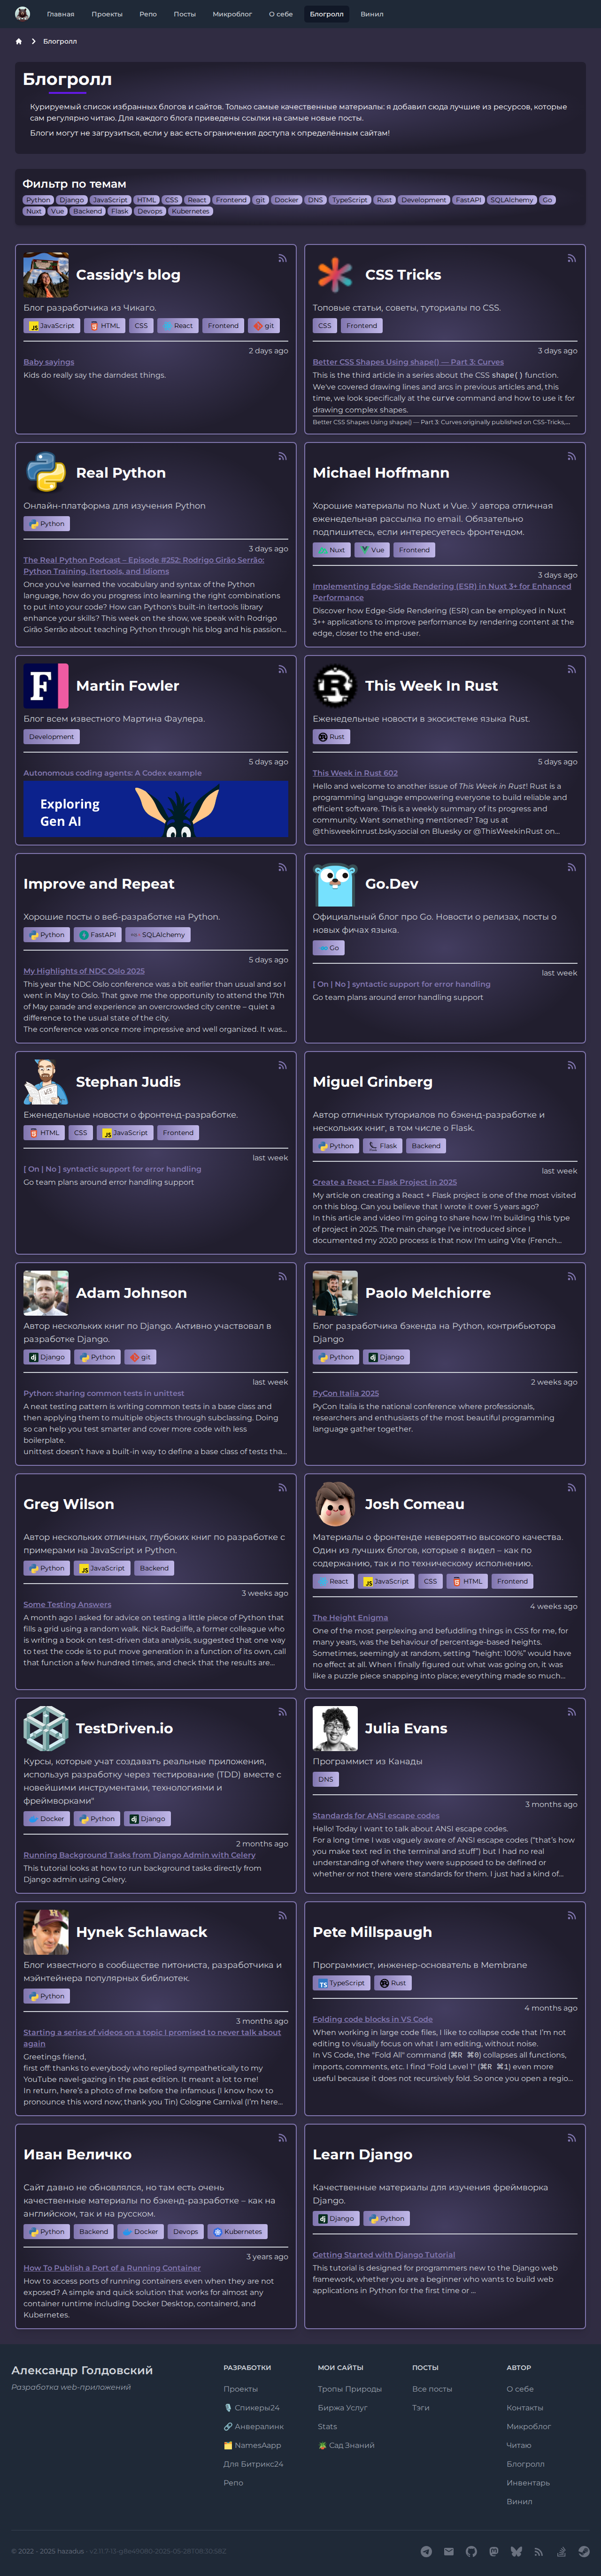 Главная Проекты Репо Посты Микроблог О себе Блогролл Винил
Блогролл
Блогролл
Курируемый список избранных блогов и сайтов. Только самые качественные материалы: я добавил сюда лучшие из ресурсов, которые
сам регулярно читаю. Для каждого блога приведены ссылки на самые новые посты.
Блоги могут не загрузиться, если у вас есть ограничения доступа к определённым сайтам!
Фильтр по темам
Python Django JavaScript HTML CSS React Frontend git Docker DNS TypeScript Rust Development FastAPI SQLAlchemy Go
Nuxt Vue Backend Flask Devops Kubernetes
Cassidy's blog
Блог разработчика из Чикаго.
JavaScript HTML CSS React Frontend git
2 days ago
Baby sayings
Kids do really say the darndest things.
CSS Tricks
Топовые статьи, советы, туториалы по CSS.
CSS Frontend
3 days ago
Better CSS Shapes Using shape() — Part 3: Curves
This is the third article in a series about the CSS shape() function.
We've covered drawing lines and arcs in previous articles and, this
time, we look specifically at the curve command and how to use it for
drawing complex shapes.
Better CSS Shapes Using shape() — Part 3: Curves originally published on CSS-Tricks,...
Real Python
Онлайн-платформа для изучения Python
Python
3 days ago
The Real Python Podcast – Episode #252: Rodrigo Girão Serrão:
Python Training, itertools, and Idioms
Once you've learned the vocabulary and syntax of the Python
language, how do you progress into learning the right combinations
to put into your code? How can Python's built-in itertools library
enhance your skills? This week on the show, we speak with Rodrigo
Girão Serrão about teaching Python through his blog and his passion...
Michael Hoffmann
Хорошие материалы по Nuxt и Vue. У автора отличная
еженедельная рассылка по email. Обязательно
подпишитесь, если интересуетесь фронтендом.
Nuxt Vue Frontend
3 days ago
Implementing Edge-Side Rendering (ESR) in Nuxt 3+ for Enhanced
Performance
Discover how Edge-Side Rendering (ESR) can be employed in Nuxt
3++ applications to improve performance by rendering content at the
edge, closer to the end-user.
Martin Fowler
Блог всем известного Мартина Фаулера.
Development
5 days ago
Autonomous coding agents: A Codex example
Exploring
Gen AI
This Week In Rust
Еженедельные новости в экосистеме языка Rust.
Rust
5 days ago
This Week in Rust 602
Hello and welcome to another issue of This Week in Rust! Rust is a
programming language empowering everyone to build reliable and
efficient software. This is a weekly summary of its progress and
community. Want something mentioned? Tag us at
@thisweekinrust.bsky.social on Bluesky or @ThisWeekinRust on...
Improve and Repeat
Хорошие посты о веб-разработке на Python.
Python FastAPI SQLAlchemy
5 days ago
My Highlights of NDC Oslo 2025
This year the NDC Oslo conference was a bit earlier than usual and so I
went in May to Oslo. That gave me the opportunity to attend the 17th
of May parade and experience an overcrowded city centre – quiet a
difference to the usual state of the city.
The conference was once more impressive and well organized. It was...
Go.Dev
Официальный блог про Go. Новости о релизах, посты о
новых фичах языка.
Go
last week
[ On | No ] syntactic support for error handling
Go team plans around error handling support
Stephan Judis
Еженедельные новости о фронтенд-разработке.
HTML CSS JavaScript Frontend
last week
[ On | No ] syntactic support for error handling
Go team plans around error handling support
Miguel Grinberg
Автор отличных туториалов по бэкенд-разработке и
нескольких книг, в том числе о Flask.
Python Flask Backend
last week
Create a React + Flask Project in 2025
My article on creating a React + Flask project is one of the most visited
on this blog. Can you believe that I wrote it over 5 years ago?
In this article and video I'm going to share how I'm building this type
of project in 2025. The main change I've introduced since I
documented my 2020 process is that now I'm using Vite (French...
Adam Johnson
Автор нескольких книг по Django. Активно участвовал в
разработке Django.
Django Python git
last week
Python: sharing common tests in unittest
A neat testing pattern is writing common tests in a base class and
then applying them to multiple objects through subclassing. Doing
so can help you test smarter and cover more code with less
boilerplate.
unittest doesn't have a built-in way to define a base class of tests tha...
Paolo Melchiorre
Блог разработчика бэкенда на Python, контрибьютора
Django
Python Django
2 weeks ago
PyCon Italia 2025
PyCon Italia is the national conference where professionals,
researchers and enthusiasts of the most beautiful programming
language gather together.
Greg Wilson
Автор нескольких отличных, глубоких книг по разработке с
примерами на JavaScript и Python.
Python JavaScript Backend
3 weeks ago
Some Testing Answers
A month ago I asked for advice on testing a little piece of Python that
fills a grid using a random walk. Nick Radcliffe, a former colleague who
is writing a book on test-driven data analysis, suggested that one way
to test the code is to put move generation in a function of its own, call
that function a few hundred times, and check that the results are...
Josh Comeau
Материалы о фронтенде невероятно высокого качества.
Один из лучших блогов, которые я видел – как по
содержанию, так и по техническому исполнению.
React JavaScript CSS HTML Frontend
4 weeks ago
The Height Enigma
One of the most perplexing and befuddling things in CSS for me, for
many years, was the behaviour of percentage-based heights.
Sometimes, seemingly at random, setting "height: 100%" would have
no effect at all. When I finally figured out what was going on, it was
like a puzzle piece snapping into place; everything made so much...
TestDriven.io
Курсы, которые учат создавать реальные приложения,
используя разработку через тестирование (TDD) вместе с
новейшими инструментами, технологиями и
фреймворками"
Docker Python Django
2 months ago
Running Background Tasks from Django Admin with Celery
This tutorial looks at how to run background tasks directly from
Django admin using Celery.
Julia Evans
Программист из Канады
DNS
3 months ago
Standards for ANSI escape codes
Hello! Today I want to talk about ANSI escape codes.
For a long time I was vaguely aware of ANSI escape codes ("that's how
you make text red in the terminal and stuff") but I had no real
understanding of where they were supposed to be defined or
whether or not there were standards for them. I just had a kind of...
Hynek Schlawack
Блог известного в сообществе питониста, разработчика и
мэйнтейнера популярных библиотек.
Python
3 months ago
Starting a series of videos on a topic I promised to never talk about
again
Greetings friend,
first off: thanks to everybody who replied sympathetically to my
YouTube navel-gazing in the past edition. It meant a lot to me!
In return, here's a photo of me before the infamous (I know how to
pronounce this word now; thank you Tin) Cologne Carnival (I'm here...
Pete Millspaugh
Программист, инженер-основатель в Membrane
TypeScript Rust
4 months ago
Folding code blocks in VS Code
When working in large code files, I like to collapse code that I'm not
editing to visually focus on what I am editing, without noise.
In VS Code, the "Fold All" command (⌘R ⌘0) collapses all functions,
imports, comments, etc. I find "Fold Level 1" (⌘R ⌘1) even more
useful because it does not recursively fold. So once you open a regio...
Иван Величко
Сайт давно не обновлялся, но там есть очень
качественные материалы по бэкенд-разработке – как на
английском, так и на русском.
Python Backend Docker Devops Kubernetes
3 years ago
How To Publish a Port of a Running Container
How to access ports of running containers even when they are not
exposed? A simple and quick solution that works for almost any
container runtime including Docker Desktop, containerd, and
Kubernetes.
Learn Django
Качественные материалы для изучения фреймворка
Django.
Django Python
Getting Started with Django Tutorial
This tutorial is designed for programmers new to the Django web
framework, whether you are a beginner who wants to build web
applications in Python for the first time or ...
Александр Голдовский
Разработка web-приложений
РАЗРАБОТКИ
Проекты
Спикеры24
Анвералинк
NamesAapp
Для Битрикс24
Репо
МОИ САЙТЫ
Тропы Природы
Биржа Услуг
Stats
Сад Знаний
ПОСТЫ
Все посты
Тэги
АВТОР
О себе
Контакты
Микроблог
Читаю
Блогролл
Инвентарь
Винил
© 2022 - 2025 hazadus